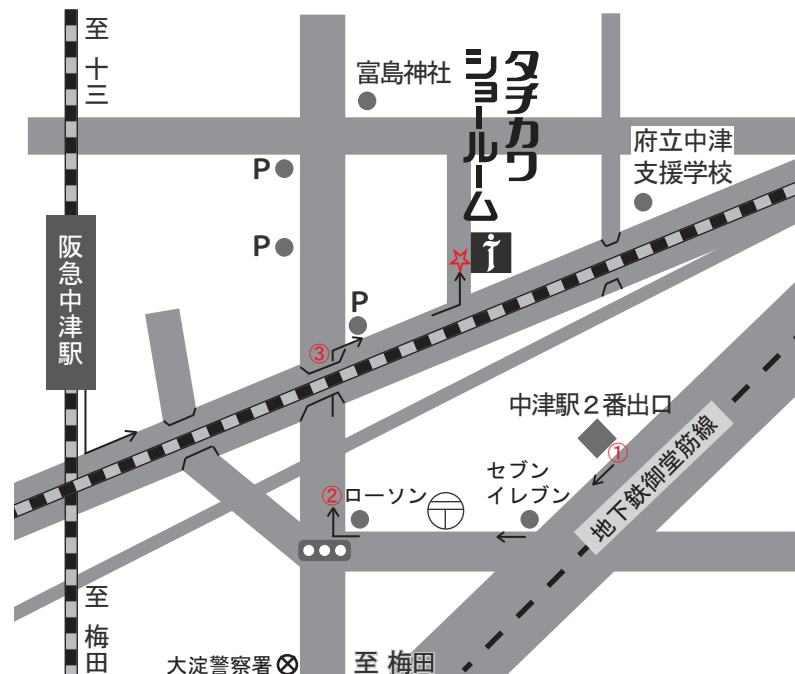 至 十三
富島神社
タチカワ
ショールーム
府立中津
支援学校
P
P
阪急中津駅
P
③
中津駅２番出口
①
セブン
イレブン
②
ローソン
地下鉄御堂筋線
至 梅田
大淀警察署
至 梅田